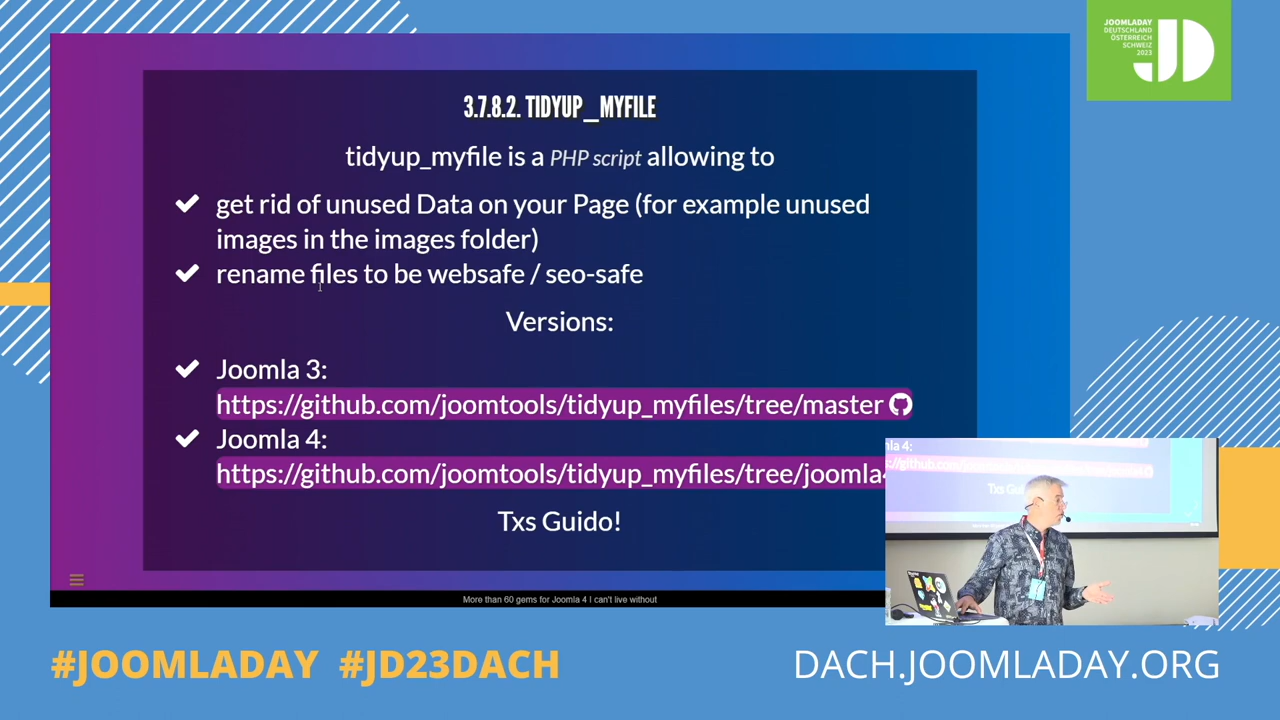 JOOMLADAY
DEUTSCHLAND
ÖSTERREICH
SCHWEIZ
2023
JD
3.7.8.2. TIDYUP_MYFILE
tidyup_myfile is a PHP script allowing to
get rid of unused Data on your Page (for example unused
images in the images folder)
rename files to be websafe / seo-safe
Versions:
Joomla 3:
https://github.com/joomtools/tidyup_myfiles/tree/master
Joomla 4:
https://github.com/joomtools/tidyup_myfiles/tree/joomla
Txs Guido!
More than 60 gems for Joomla 4 I can't live without
#JOOMLADAY #JD23DACH
DACH.JOOMLADAY.ORG